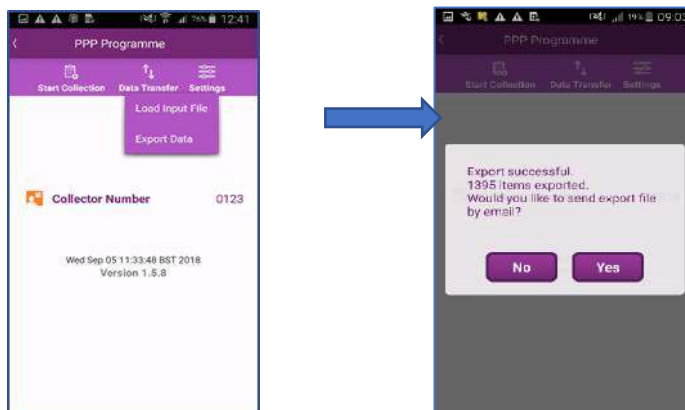 76% 12:41
PPP Programme
Start Collection Data Transfer Settings
Load Input File
Export Data
Collector Number 0123
Wed Sep 05 11:33:48 BST 2018
Version 1.5.8
19% 09:03
PPP Programme
Start Collection Data Transfer Settings
Export successful.
1395 items exported.
Would you like to send export file
by email?
No Yes